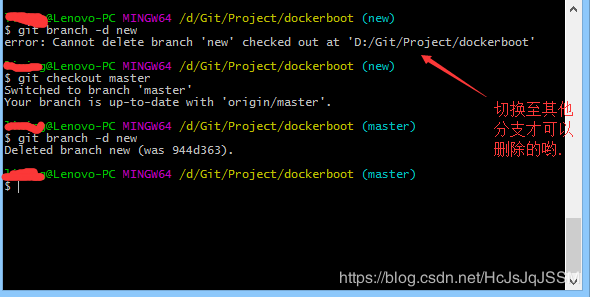 @Lenovo-PC MINGW64 /d/Git/Project/dockerboot (new)
$ git branch -d new
error: Cannot delete branch 'new' checked out at 'D:/Git/Project/dockerboot'
@Lenovo-PC MINGW64 /d/Git/Project/dockerboot (new)
$ git checkout master
Switched to branch 'master'
Your branch is up-to-date with 'origin/master'.
@Lenovo-PC MINGW64 /d/Git/Project/dockerboot (master)
$ git branch -d new
Deleted branch new (was 944d363).
@Lenovo-PC MINGW64 /d/Git/Project/dockerboot (master)
$
切换至其他
分支才可以
删除的哟.
https://blog.csdn.net/HcJsJqJSSM